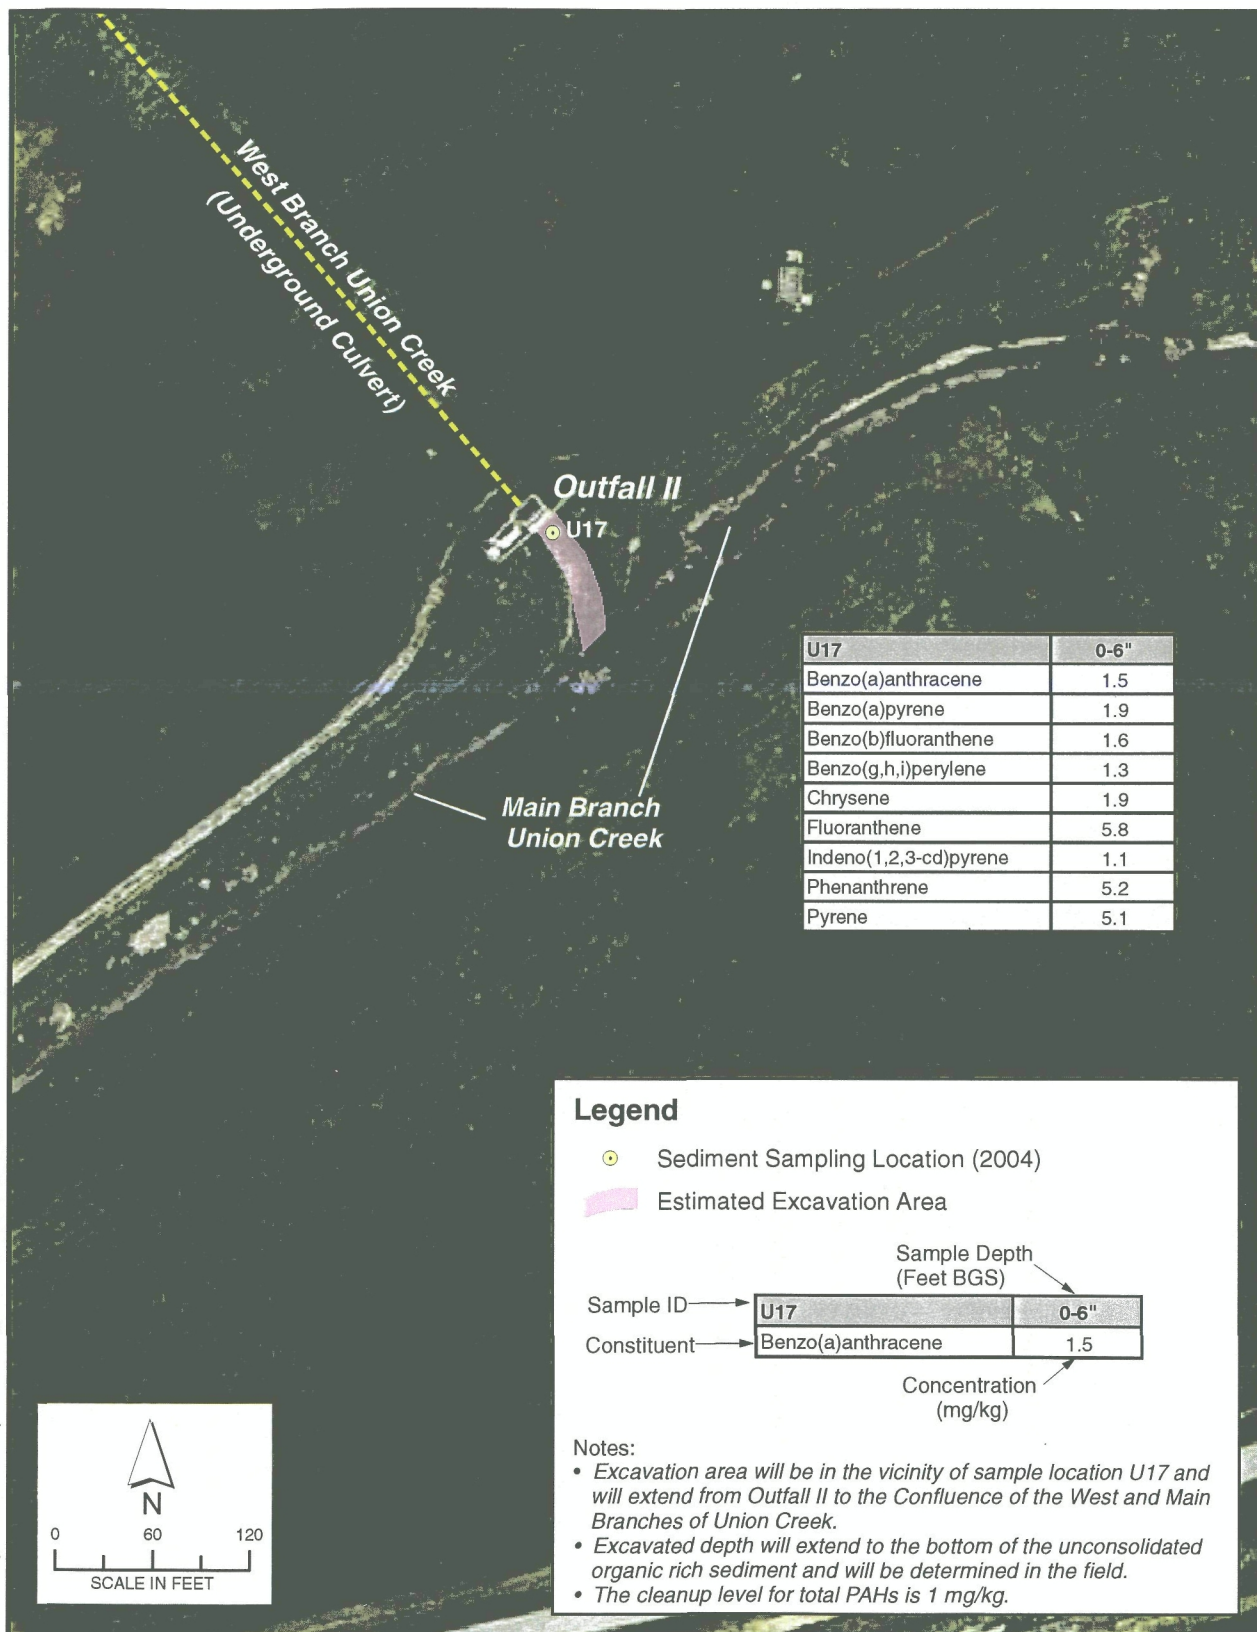 West Branch Union Creek
(Underground Culvert)
Outfall II
U17
Main Branch
Union Creek
U17 0-6"
Benzo(a)anthracene 1.5
Benzo(a)pyrene 1.9
Benzo(b)fluoranthene 1.6
Benzo(g,h,i)perylene 1.3
Chrysene 1.9
Fluoranthene 5.8
Indeno(1,2,3-cd)pyrene 1.1
Phenanthrene 5.2
Pyrene 5.1
Legend
Sediment Sampling Location (2004)
Estimated Excavation Area
Sample Depth
(Feet BGS)
Sample ID
U17 0-6"
Constituent
Benzo(a)anthracene 1.5
Concentration
(mg/kg)
Notes:
• Excavation area will be in the vicinity of sample location U17 and
will extend from Outfall II to the Confluence of the West and Main
Branches of Union Creek.
• Excavated depth will extend to the bottom of the unconsolidated
organic rich sediment and will be determined in the field.
• The cleanup level for total PAHs is 1 mg/kg.
N
0 60 120
SCALE IN FEET